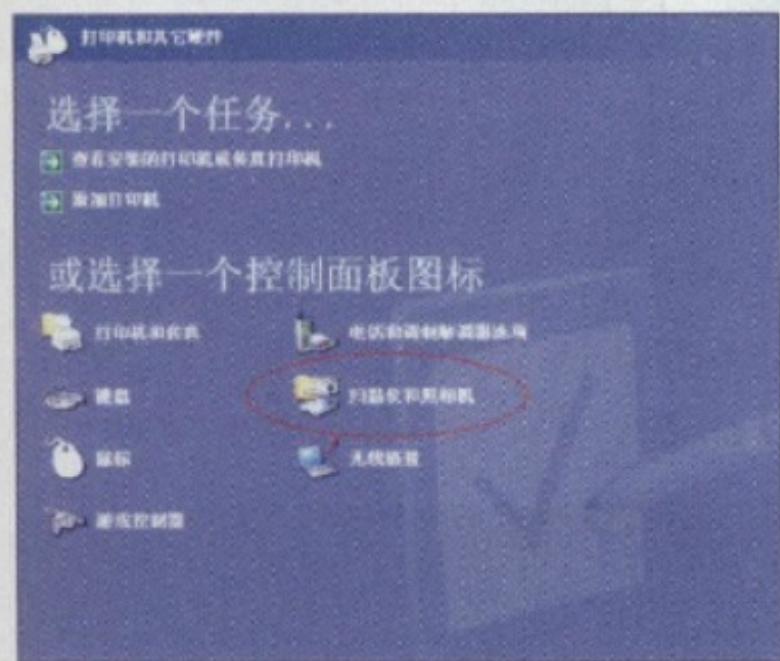 打印机和其它硬件
选择一个任务...
查看安装的打印机或传真打印机
添加打印机
或选择一个控制面板图标
打印机和传真
电话和调制解调器选项
键盘
扫描仪和照相机
鼠标
无线链接
游戏控制器